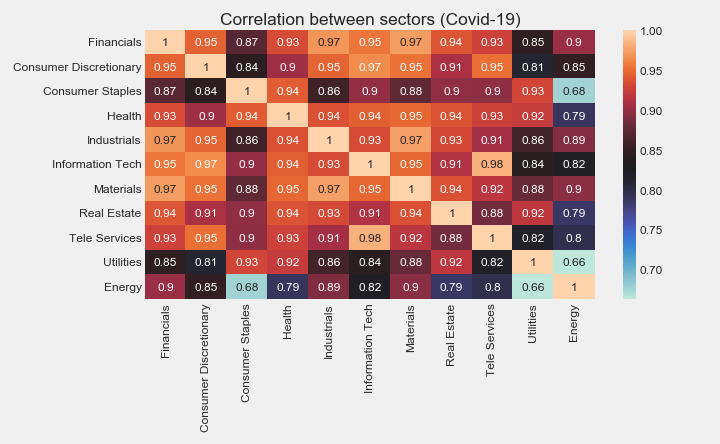 Correlation between sectors (Covid-19)
Financials 1 0.95 0.87 0.93 0.97 0.95 0.97 0.94 0.93 0.85 0.9
Consumer Discretionary 0.95 1 0.84 0.9 0.95 0.97 0.95 0.91 0.95 0.81 0.85
Consumer Staples 0.87 0.84 1 0.94 0.86 0.9 0.88 0.9 0.9 0.93 0.68
Health 0.93 0.9 0.94 1 0.94 0.94 0.95 0.94 0.93 0.92 0.79
Industrials 0.97 0.95 0.86 0.94 1 0.93 0.97 0.93 0.91 0.86 0.89
Information Tech 0.95 0.97 0.9 0.94 0.93 1 0.95 0.91 0.98 0.84 0.82
Materials 0.97 0.95 0.88 0.95 0.97 0.95 1 0.94 0.92 0.88 0.9
Real Estate 0.94 0.91 0.9 0.94 0.93 0.91 0.94 1 0.88 0.92 0.79
Tele Services 0.93 0.95 0.9 0.93 0.91 0.98 0.92 0.88 1 0.82 0.8
Utilities 0.85 0.81 0.93 0.92 0.86 0.84 0.88 0.92 0.82 1 0.66
Energy 0.9 0.85 0.68 0.79 0.89 0.82 0.9 0.79 0.8 0.66 1
Financials
Consumer Discretionary
Consumer Staples
Health
Industrials
Information Tech
Materials
Real Estate
Tele Services
Utilities
Energy
1.00
0.95
0.90
0.85
0.80
0.75
0.70